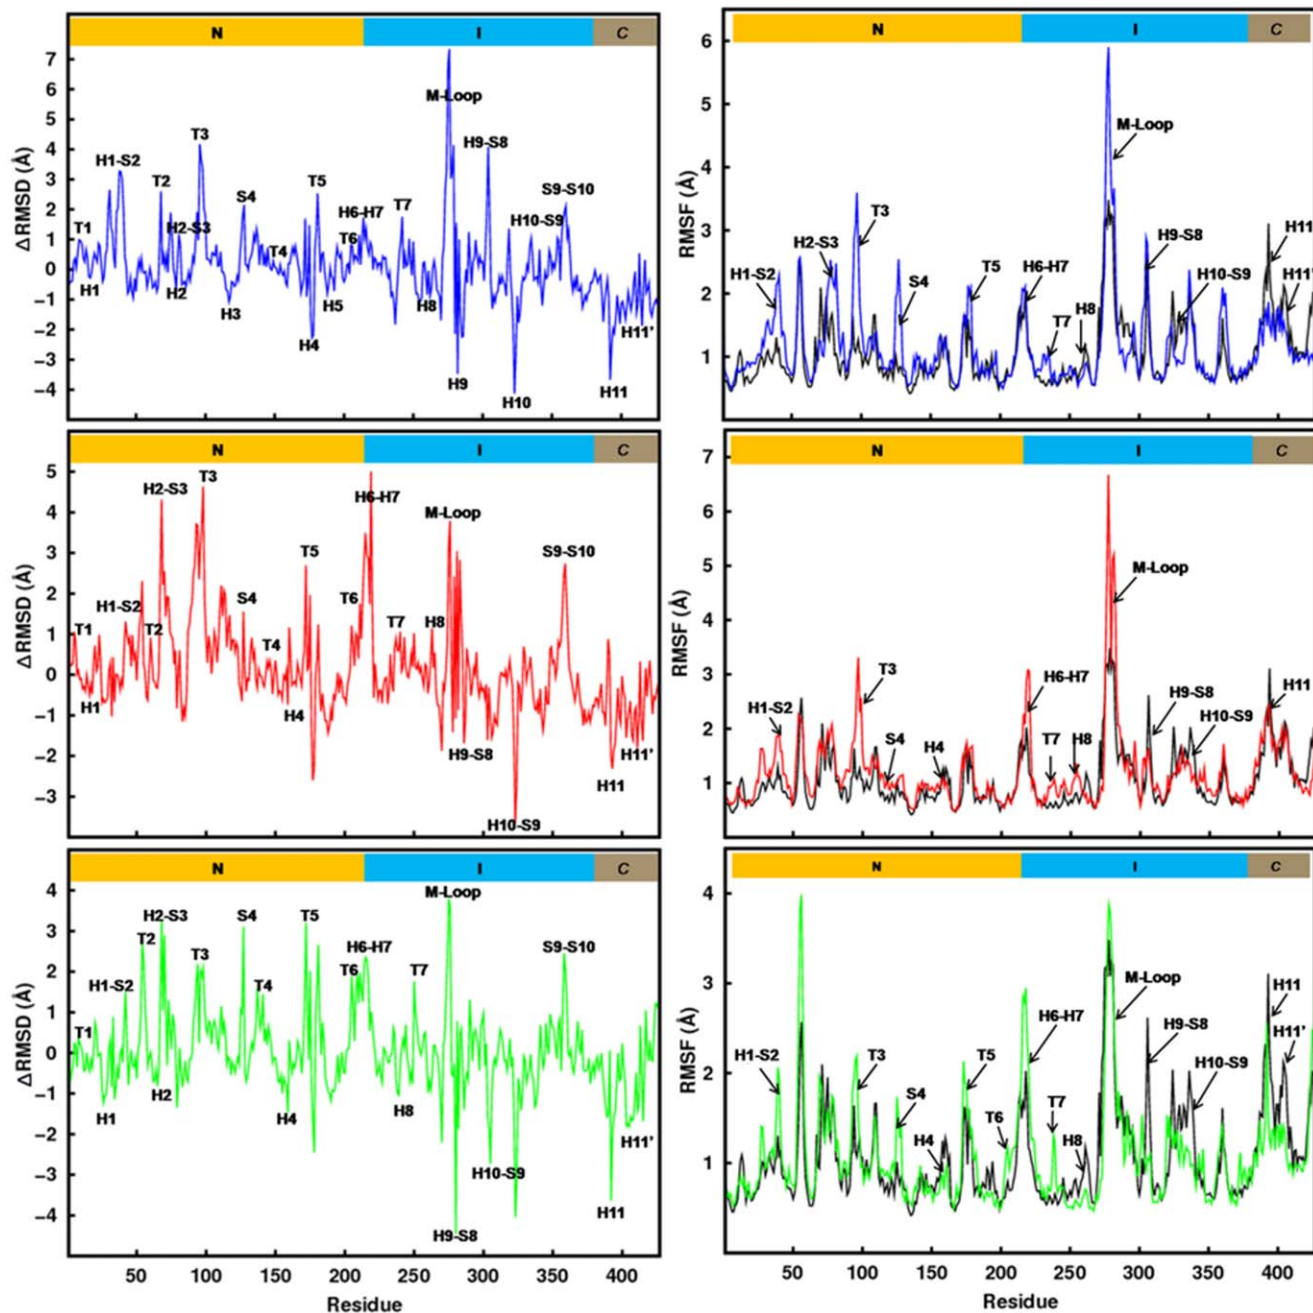 N I C
ΔRMSD (Å)
7
6
5
4
3
2
1
0
−1
−2
−3
−4
M-Loop
T3
H9-S8
H1-S2
T2
T5
S9-S10
S4
T7
H6-H7
T1
H2-S3
H10-S9
T6
T4
H1
H2
H5
H8
H3
H11'
H4
H9
H11
H10
N I C
RMSF (Å)
6
5
4
3
2
1
M-Loop
T3
H2-S3
H9-S8
H11
H1-S2
S4
T5
H6-H7
H10-S9
H11'
T7
H8
N I C
ΔRMSD (Å)
5
4
3
2
1
0
−1
−2
−3
T3
H2-S3
H6-H7
M-Loop
T5
S9-S10
H1-S2
S4
T6
T1
T2
T7
H8
T4
H1
H4
H9-S8
H11'
H11
H10-S9
N I C
RMSF (Å)
7
6
5
4
3
2
1
M-Loop
T3
H6-H7
H1-S2
H9-S8
H11
H10-S9
S4
H4
T7
H8
N I C
ΔRMSD (Å)
4
3
2
1
0
−1
−2
−3
−4
M-Loop
H2-S3
S4
T5
T2
H6-H7
S9-S10
T3
T6
T7
H1-S2
T4
T1
H2
H1
H4
H8
H11'
H10-S9
H11
H9-S8
50 100 150 200 250 300 350 400
Residue
N I C
RMSF (Å)
4
3
2
1
M-Loop
H11
H6-H7
H9-S8
H11'
H1-S2
T3
T5
H10-S9
S4
T6
T7
H4
H8
50 100 150 200 250 300 350 400
Residue